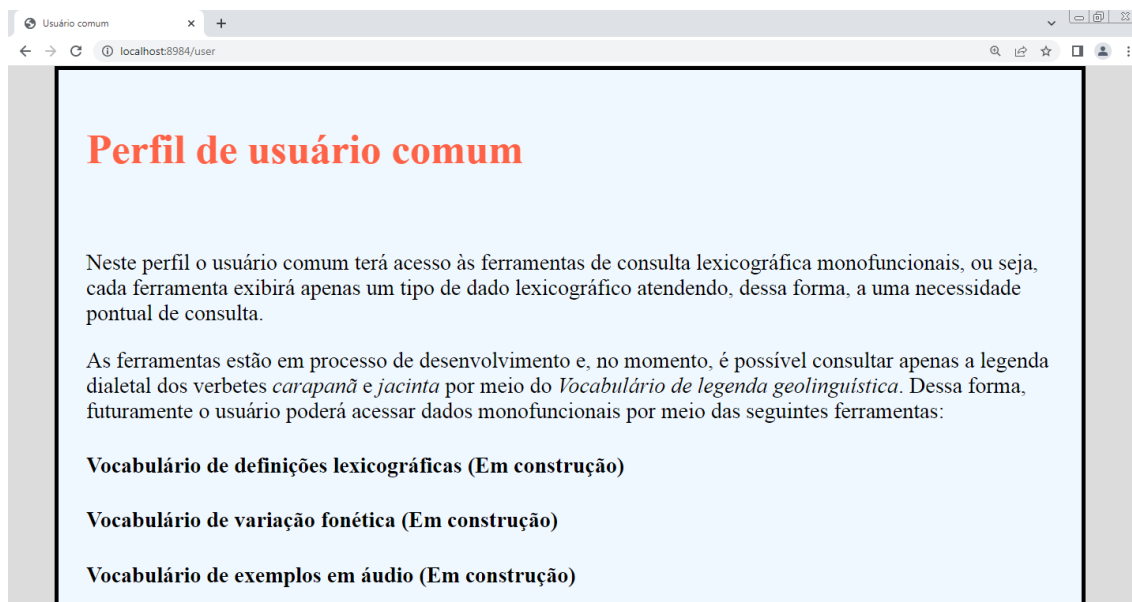 Usuário comum
localhost:8984/user
Perfil de usuário comum
Neste perfil o usuário comum terá acesso às ferramentas de consulta lexicográfica monofuncionais, ou seja,
cada ferramenta exibirá apenas um tipo de dado lexicográfico atendendo, dessa forma, a uma necessidade
pontual de consulta.
As ferramentas estão em processo de desenvolvimento e, no momento, é possível consultar apenas a legenda
dialetal dos verbetes carapanã e jacinta por meio do Vocabulário de legenda geolinguística. Dessa forma,
futuramente o usuário poderá acessar dados monofuncionais por meio das seguintes ferramentas:
Vocabulário de definições lexicográficas (Em construção)
Vocabulário de variação fonética (Em construção)
Vocabulário de exemplos em áudio (Em construção)